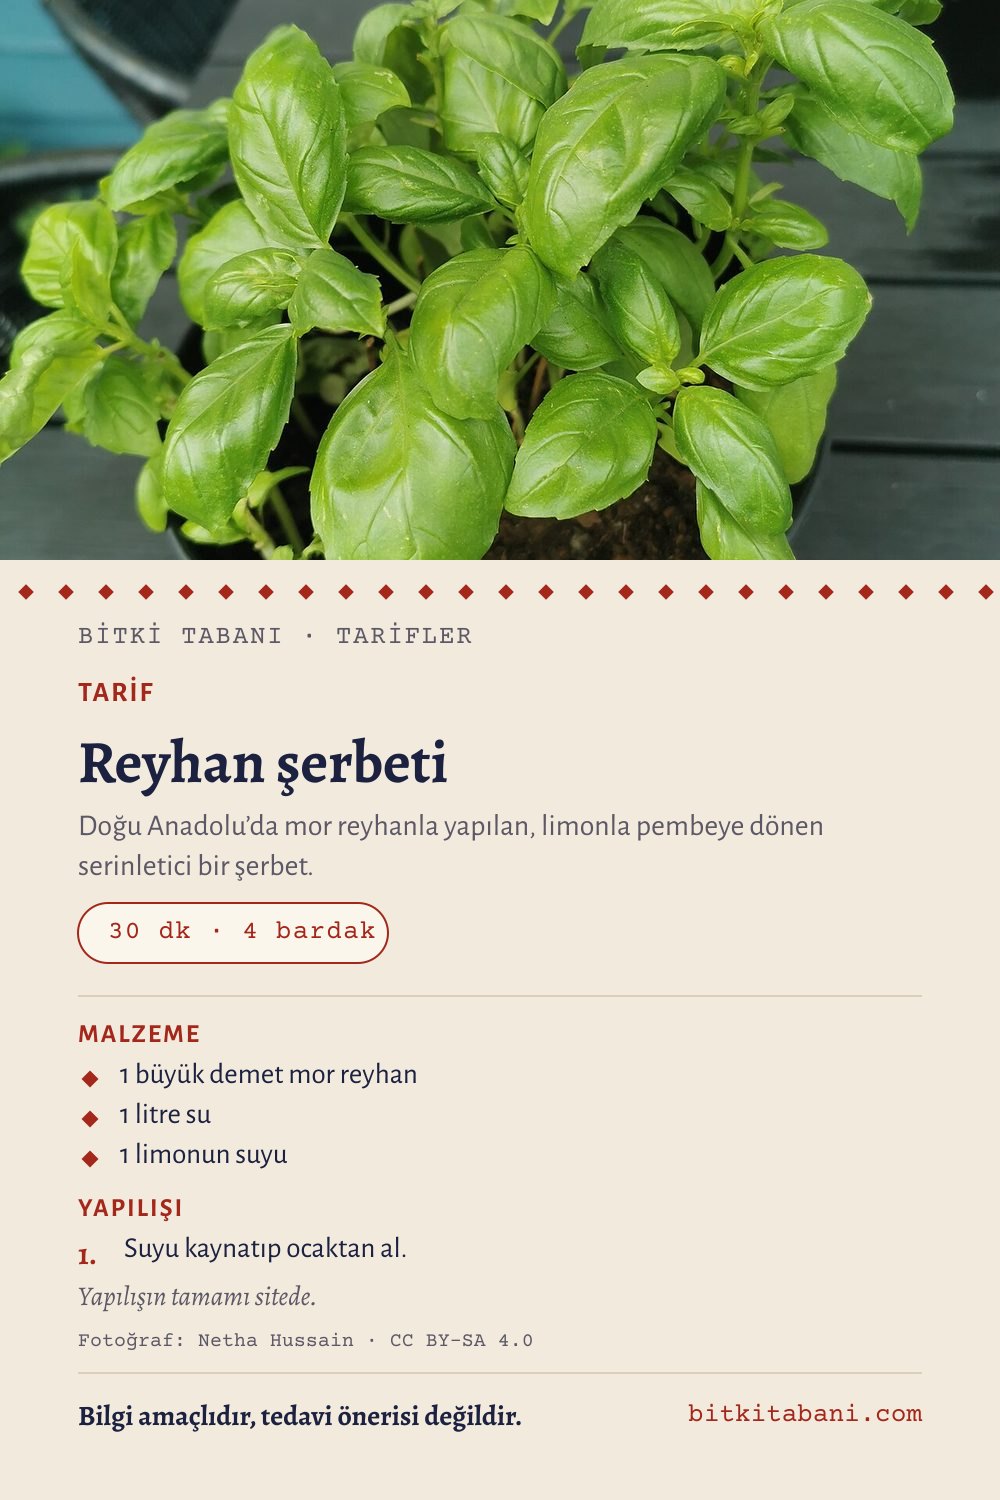 BİTKİ TABANI · TARİFLER
TARİF
Reyhan şerbeti
Doğu Anadolu’da mor reyhanla yapılan, limonla pembeye dönen
serinletici bir şerbet.
30 dk · 4 bardak
MALZEME
1 büyük demet mor reyhan
1 litre su
1 limonun suyu
YAPILIŞI
1. Suyu kaynatıp ocaktan al.
Yapılışın tamamı sitede.
Fotoğraf: Netha Hussain · CC BY-SA 4.0
Bilgi amaçlıdır, tedavi önerisi değildir.
bitkitabani.com